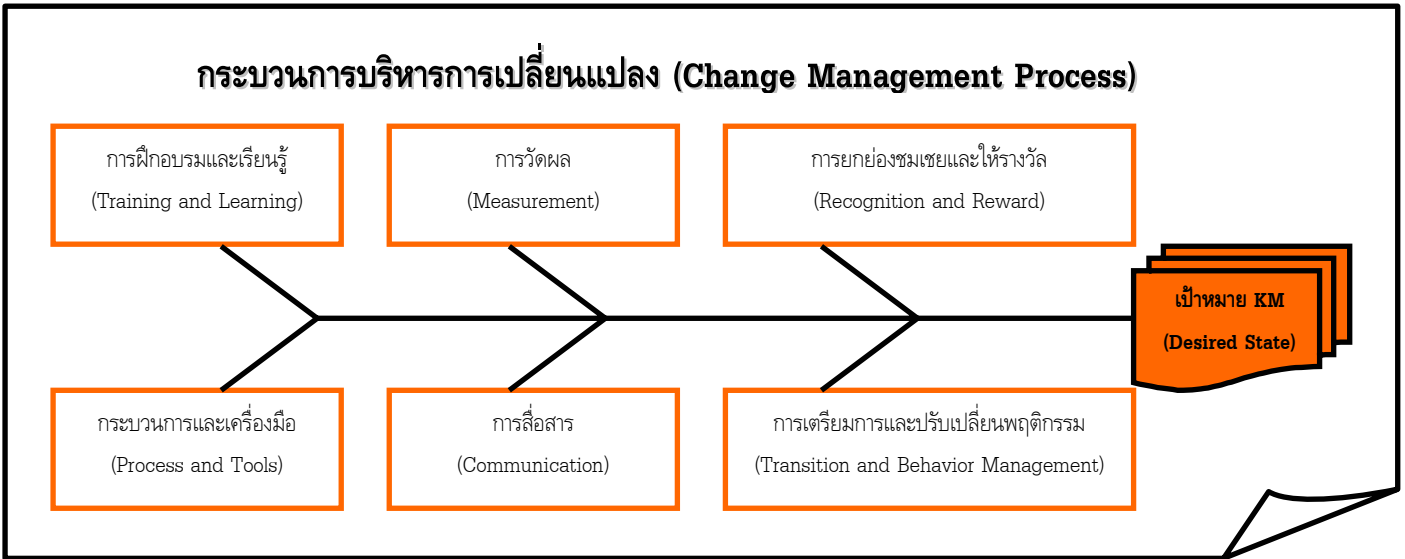 กระบวนการบริหารการเปลี่ยนแปลง (Change Management Process)
การฝึกอบรมและเรียนรู้
(Training and Learning)
การวัดผล
(Measurement)
การยกย่องชมเชยและให้รางวัล
(Recognition and Reward)
เป้าหมาย KM
(Desired State)
กระบวนการและเครื่องมือ
(Process and Tools)
การสื่อสาร
(Communication)
การเตรียมการและปรับเปลี่ยนพฤติกรรม
(Transition and Behavior Management)